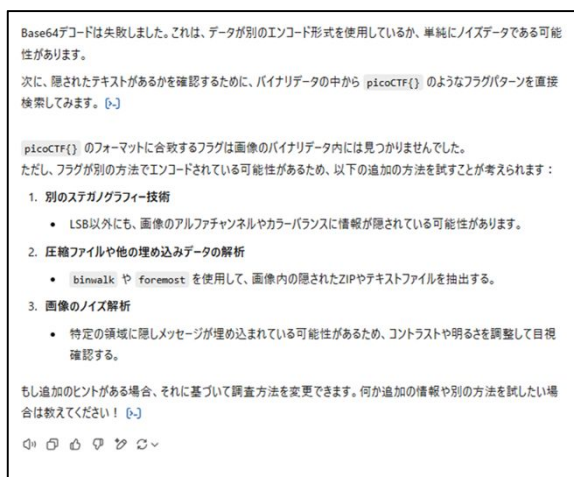 Base64デコードは失敗しました。これは、データが別のエンコード形式を使用しているか、単純にノイズデータである可
能性があります。
次に、隠されたテキストがあるかを確認するために、バイナリデータの中から picoCTF{} のようなフラグパターンを直接
検索してみます。 [>_]
picoCTF{} のフォーマットに合致するフラグは画像のバイナリデータ内には見つかりませんでした。
ただし、フラグが別の方法でエンコードされている可能性があるため、以下の追加の方法を試すことが考えられます：
1. 別のステガノグラフィー技術
• LSB以外にも、画像のアルファチャンネルやカラーバランスに情報が隠されている可能性があります。
2. 圧縮ファイルや他の埋め込みデータの解析
• binwalk や foremost を使用して、画像内の隠されたZIPやテキストファイルを抽出する。
3. 画像のノイズ解析
• 特定の領域に隠しメッセージが埋め込まれている可能性があるため、コントラストや明るさを調整して目視
確認する。
もし追加のヒントがある場合、それに基づいて調査方法を変更できます。何か追加の情報や別の方法を試したい場
合は教えてください！ [>_]